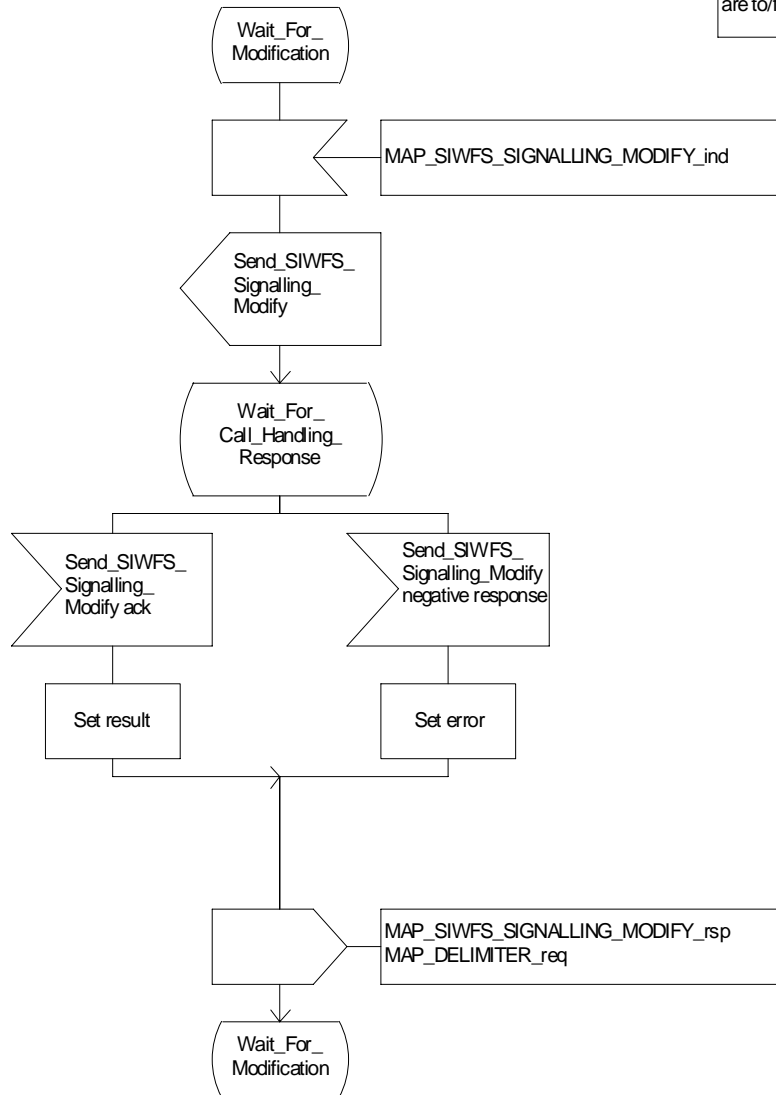 are to/f
Wait_For_
Modification
MAP_SIWFS_SIGNALLING_MODIFY_ind
Send_SIWFS_
Signalling_
Modify
Wait_For_
Call_Handling_
Response
Send_SIWFS_
Signalling_
Modify ack
Send_SIWFS_
Signalling_Modify
negative response
Set result
Set error
MAP_SIWFS_SIGNALLING_MODIFY_rsp
MAP_DELIMITER_req
Wait_For_
Modification